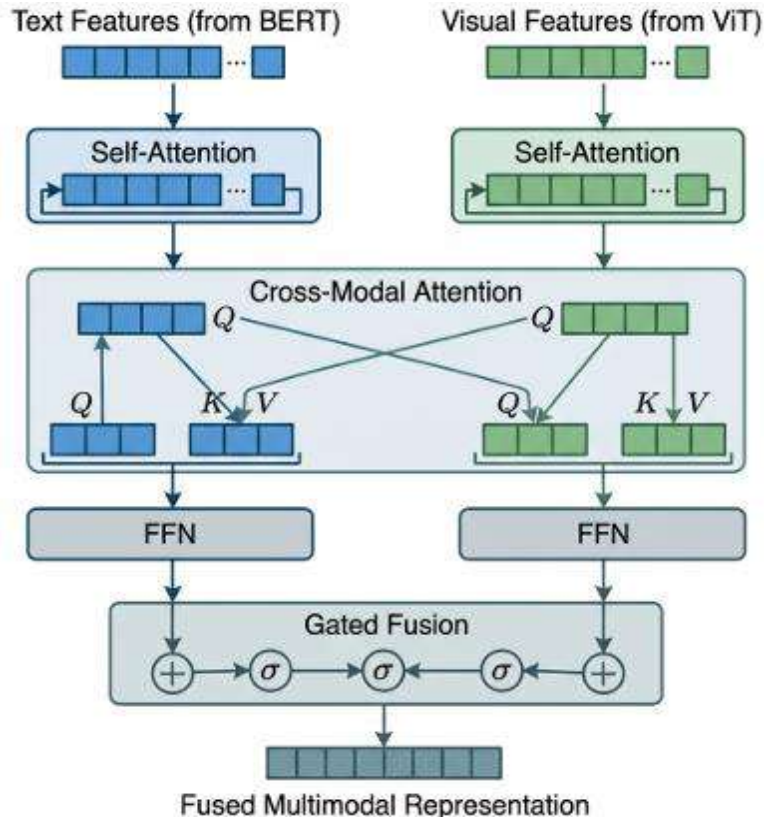 Text Features (from BERT)
Visual Features (from ViT)
...
...
Self-Attention
Self-Attention
...
...
Cross-Modal Attention
Q
Q
Q
K
V
Q
K
V
FFN
FFN
Gated Fusion
+
σ
σ
σ
+
Fused Multimodal Representation